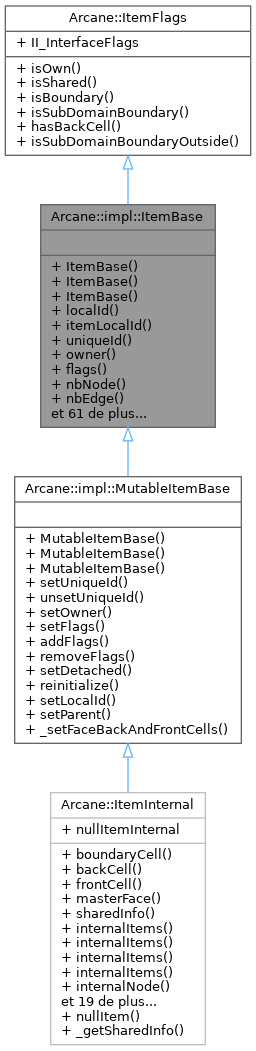 Arcane::ItemFlags
+ II_InterfaceFlags
+ isOwn()
+ isShared()
+ isBoundary()
+ isSubDomainBoundary()
+ hasBackCell()
+ isSubDomainBoundaryOutside()
Arcane::impl::ItemBase
+ ItemBase()
+ ItemBase()
+ ItemBase()
+ localId()
+ itemLocalId()
+ uniqueId()
+ owner()
+ flags()
+ nbNode()
+ nbEdge()
et 61 de plus...
Arcane::impl::MutableItemBase
+ MutableItemBase()
+ MutableItemBase()
+ MutableItemBase()
+ setUniqueId()
+ unsetUniqueId()
+ setOwner()
+ setFlags()
+ addFlags()
+ removeFlags()
+ setDetached()
+ reinitialize()
+ setLocalId()
+ setParent()
+ _setFaceBackAndFrontCells()
Arcane::ItemInternal
+ nullItemInternal
+ boundaryCell()
+ backCell()
+ frontCell()
+ masterFace()
+ sharedInfo()
+ internalItems()
+ internalItems()
+ internalItems()
+ internalItems()
+ internalNode()
et 19 de plus...
+ nullItem()
+ _getSharedInfo()